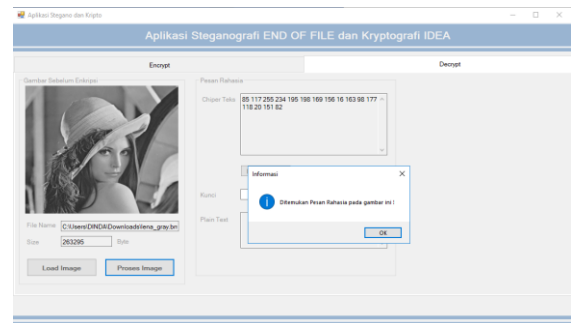 Aplikasi Stegano dan Kripto
Aplikasi Steganografi END OF FILE dan Kryptografi IDEA
Encrypt
Decrypt
Gambar Sebelum Enkripsi
Pesan Rahasia
Chiper Teks
85 117 255 234 195 198 169 156 16 163 98 177
118 20 151 82
Informasi
Ditemukan Pesan Rahasia pada gambar ini !
OK
Kunci
Plain Text
File Name
C:\Users\DINDA\Downloads\lena_gray.bm
Size
263295
Byte
Load Image
Proses Image